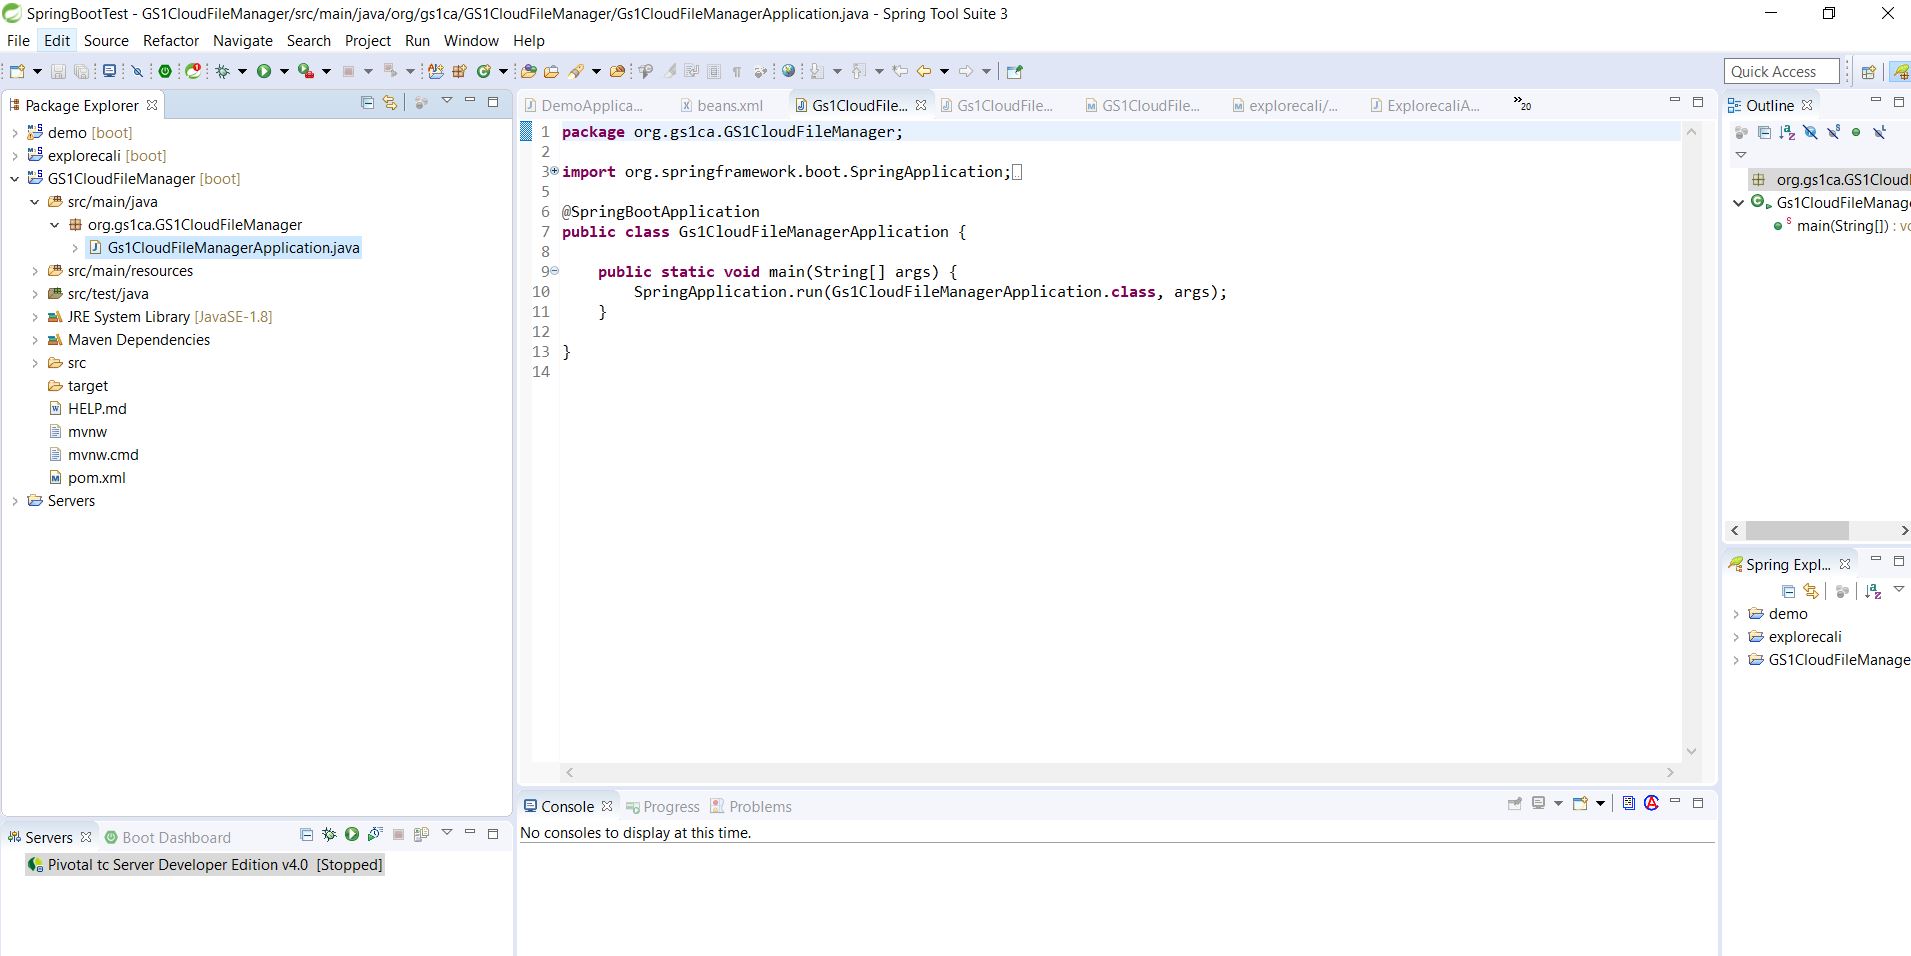 SpringBootTest - GS1CloudFileManager/src/main/java/org/gs1ca/GS1CloudFileManager/Gs1CloudFileManagerApplication.java - Spring Tool Suite 3
File Edit Source Refactor Navigate Search Project Run Window Help
Quick Access
Package Explorer
demo [boot]
explorecali [boot]
GS1CloudFileManager [boot]
src/main/java
org.gs1ca.GS1CloudFileManager
Gs1CloudFileManagerApplication.java
src/main/resources
src/test/java
JRE System Library [JavaSE-1.8]
Maven Dependencies
src
target
HELP.md
mvnw
mvnw.cmd
pom.xml
Servers
Servers Boot Dashboard
Pivotal tc Server Developer Edition v4.0 [Stopped]
DemoApplica... beans.xml Gs1CloudFile... Gs1CloudFile... GS1CloudFile... explorecali/... ExplorecaliA... »20
1 package org.gs1ca.GS1CloudFileManager;
2
3 import org.springframework.boot.SpringApplication;
5
6 @SpringBootApplication
7 public class Gs1CloudFileManagerApplication {
8
9 public static void main(String[] args) {
10 SpringApplication.run(Gs1CloudFileManagerApplication.class, args);
11 }
12
13 }
14
Console Progress Problems
No consoles to display at this time.
Outline
org.gs1ca.GS1Cloud
Gs1CloudFileManage
main(String[]) : vo
Spring Expl...
demo
explorecali
GS1CloudFileManage